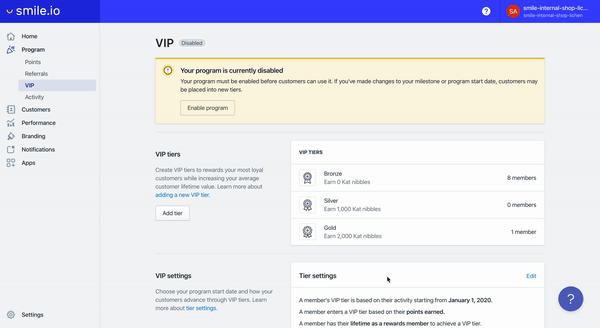 smile.io
?
SA
smile-internal-shop-lic...
smile-internal-shop-lichen
Home
Program
Points
Referrals
VIP
Activity
Customers
Performance
Branding
Notifications
Apps
Settings
VIP Disabled
Your program is currently disabled
Your program must be enabled before customers can use it. If you've made changes to your milestone or program start date, customers may
be placed into new tiers.
Enable program
VIP tiers
Create VIP tiers to rewards your most loyal
customers while increasing your average
customer lifetime value. Learn more about
adding a new VIP tier.
Add tier
VIP TIERS
Bronze
Earn 0 Kat nibbles
8 members
Silver
Earn 1,000 Kat nibbles
0 members
Gold
Earn 2,000 Kat nibbles
1 member
VIP settings
Choose your program start date and how your
customers advance through VIP tiers. Learn
more about tier settings.
Tier settings
Edit
A member's VIP tier is based on their activity starting from January 1, 2020.
A member enters a VIP tier based on their points earned.
A member has their lifetime as a rewards member to achieve a VIP tier.
?